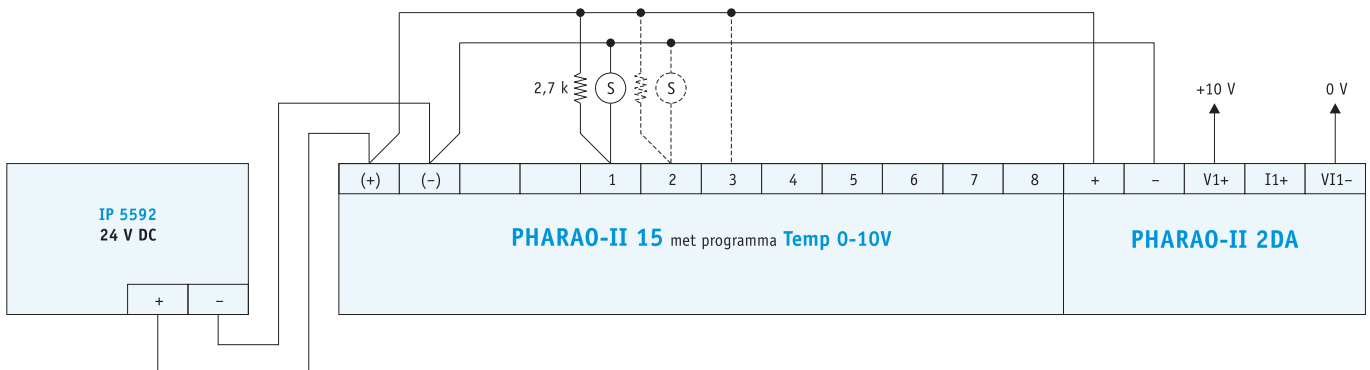 2,7 k
S
S
+10 V
0 V
(+)
(–)
1
2
3
4
5
6
7
8
+
–
V1+
I1+
VI1–
IP 5592
24 V DC
PHARAO-II 15 met programma Temp 0-10V
PHARAO-II 2DA
+
–